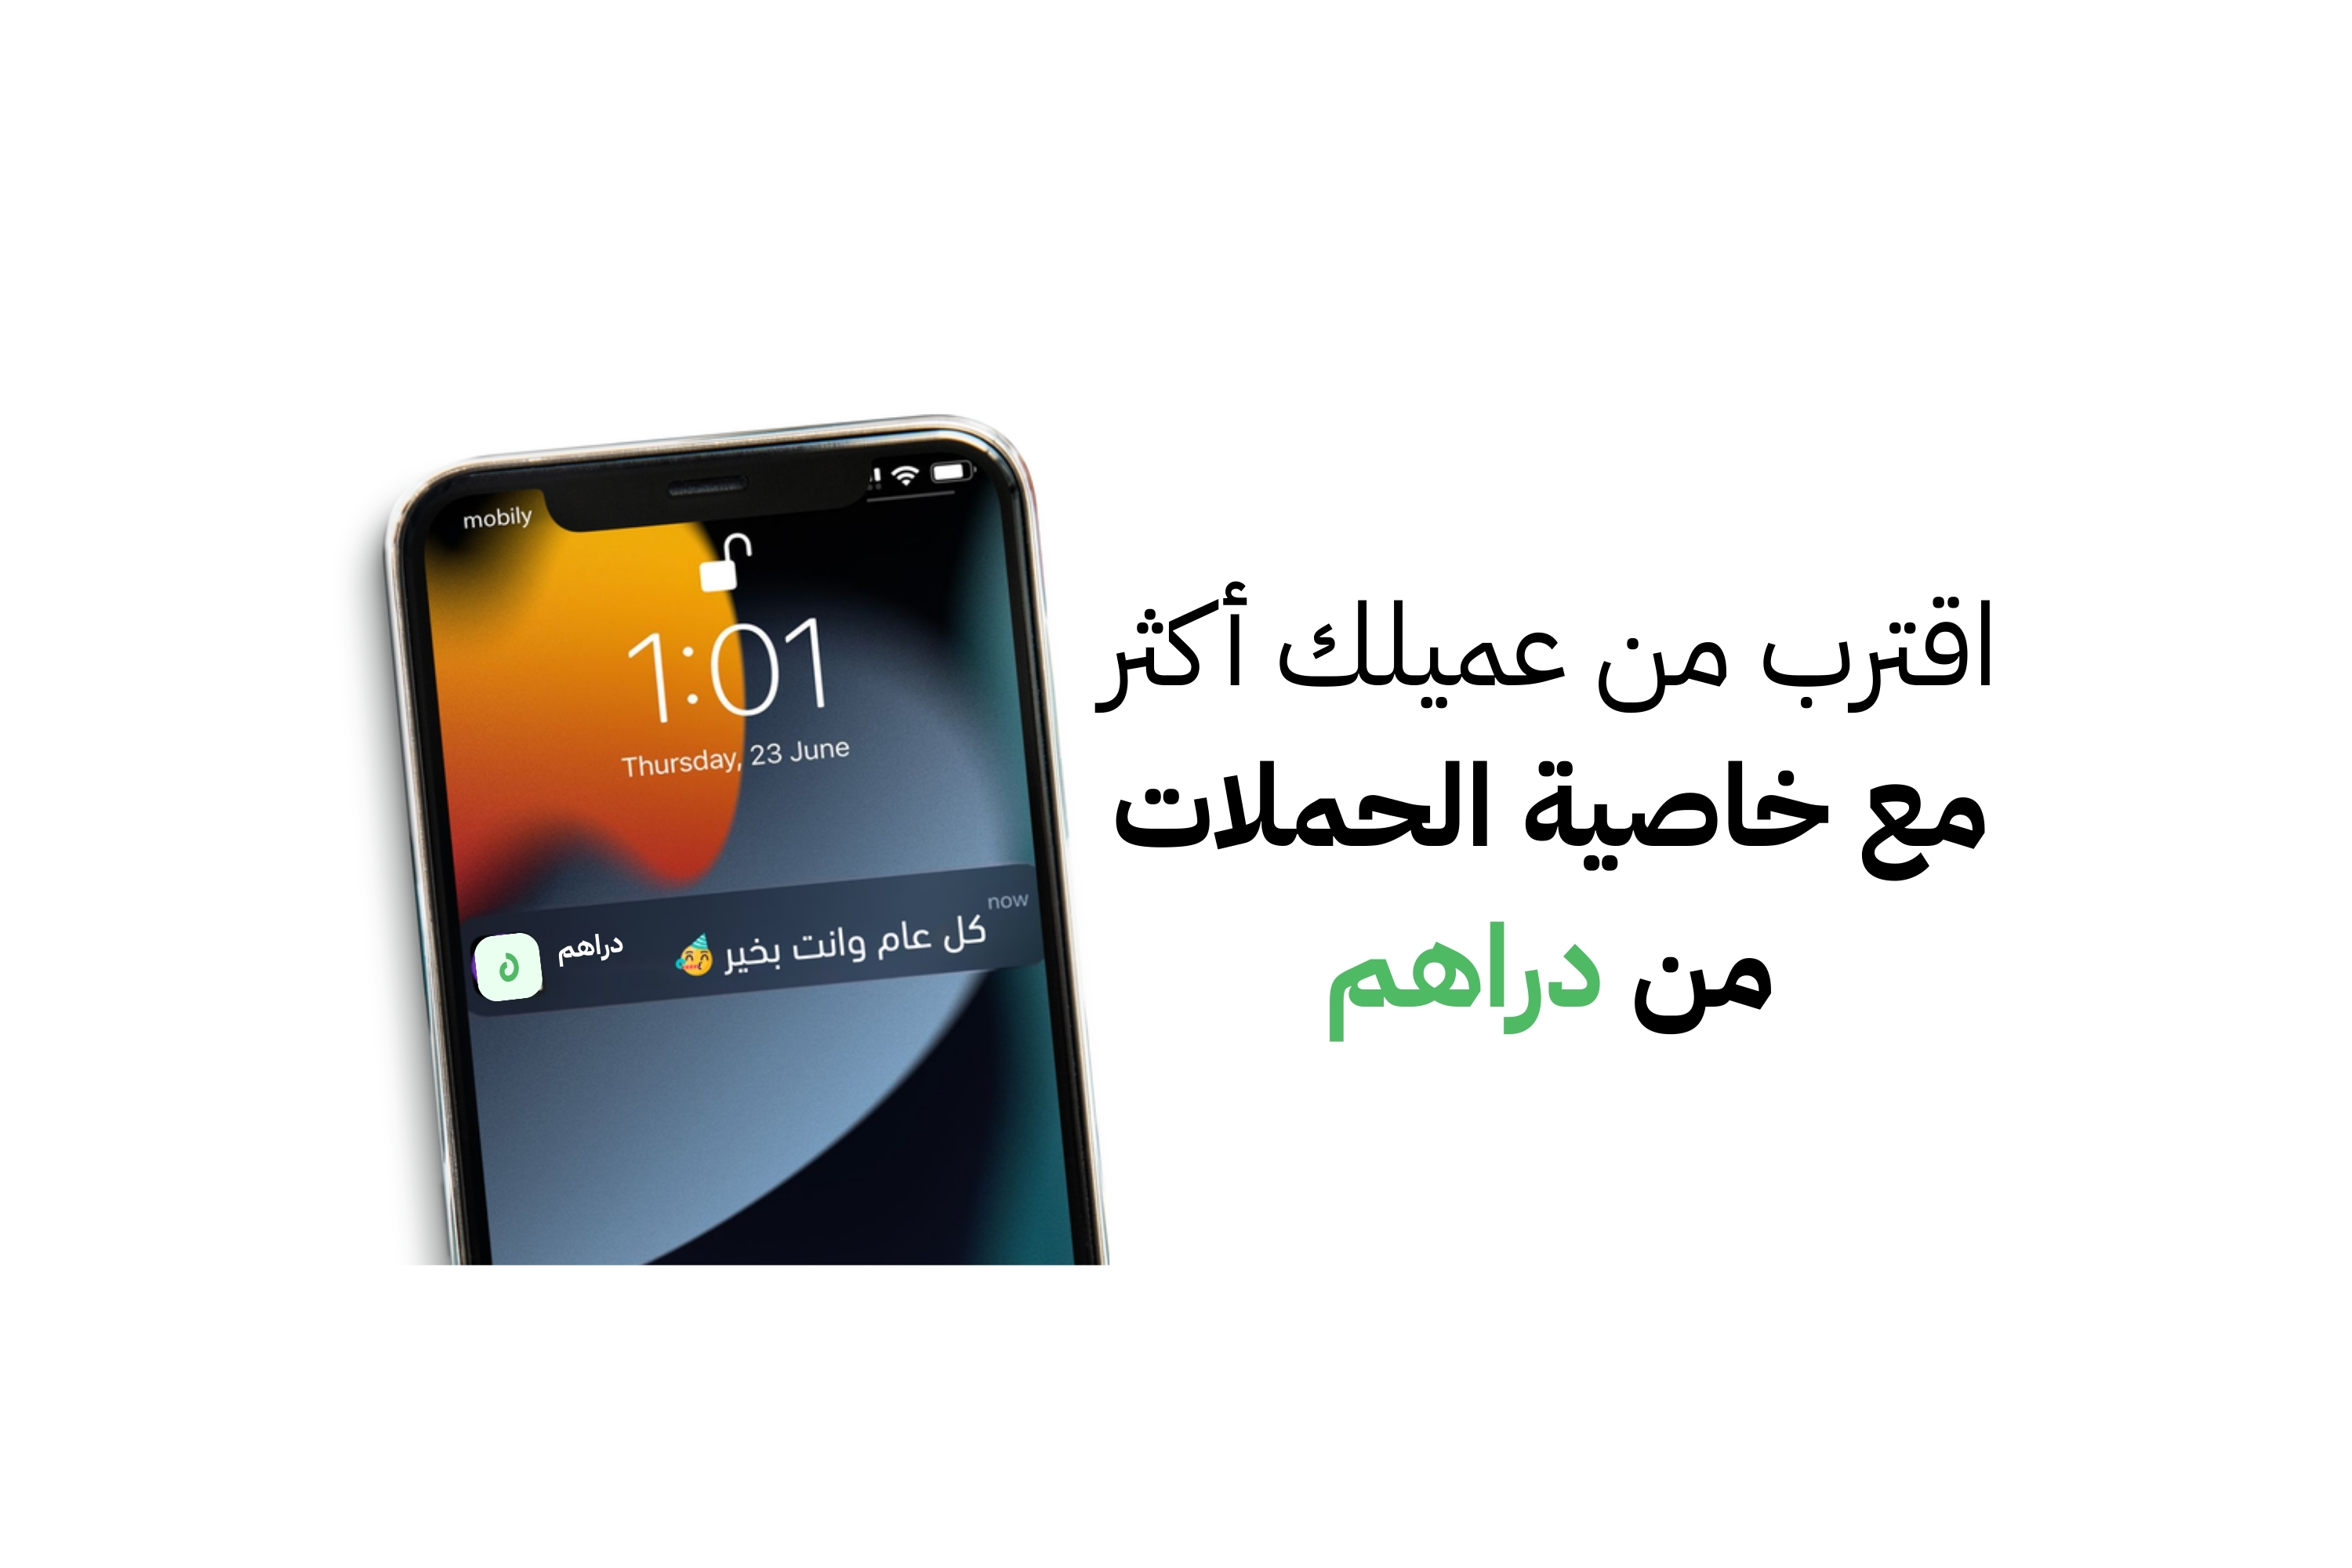 mobily
1:01
Thursday, 23 June
now
دراهم
كل عام وانت بخير 🥳
اقترب من عميلك أكثر
مع خاصية الحملات
من دراهم